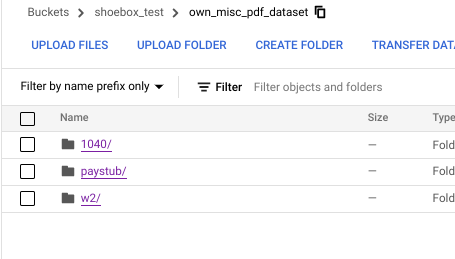 Buckets > shoebox_test > own_misc_pdf_dataset
UPLOAD FILES UPLOAD FOLDER CREATE FOLDER TRANSFER DATA
Filter by name prefix only Filter Filter objects and folders
Name Size Type
1040/ — Fold
paystub/ — Fold
w2/ — Fold